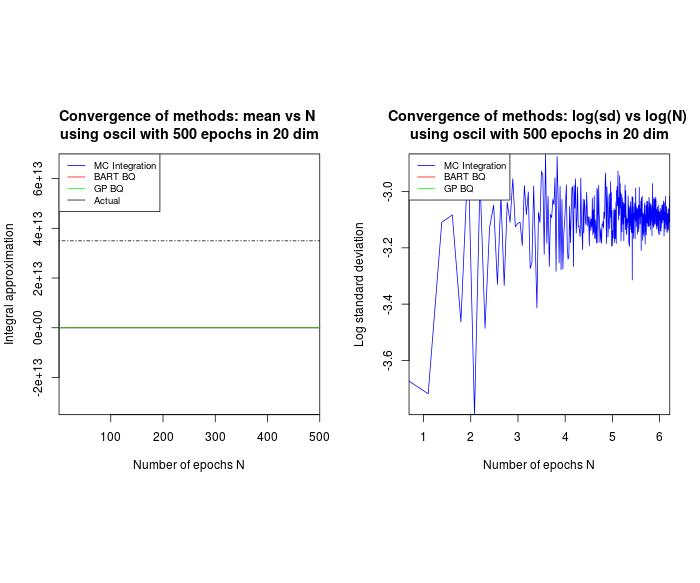 Convergence of methods: mean vs N
using oscil with 500 epochs in 20 dim
MC Integration
BART BQ
GP BQ
Actual
Integral approximation
6e+13
4e+13
2e+13
0e+00
-2e+13
100 200 300 400 500
Number of epochs N
Convergence of methods: log(sd) vs log(N)
using oscil with 500 epochs in 20 dim
MC Integration
BART BQ
GP BQ
Log standard deviation
-3.0
-3.2
-3.4
-3.6
1 2 3 4 5 6
Number of epochs N